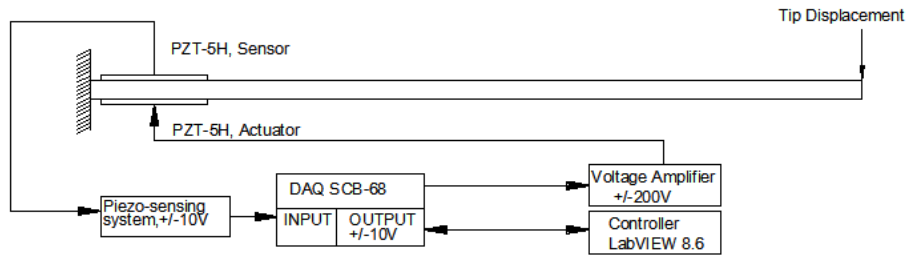 Tip Displacement
PZT-5H, Sensor
PZT-5H, Actuator
Piezo-sensing
system,+/-10V
DAQ SCB-68
INPUT
OUTPUT
+/-10V
Voltage Amplifier
+/-200V
Controller
LabVIEW 8.6